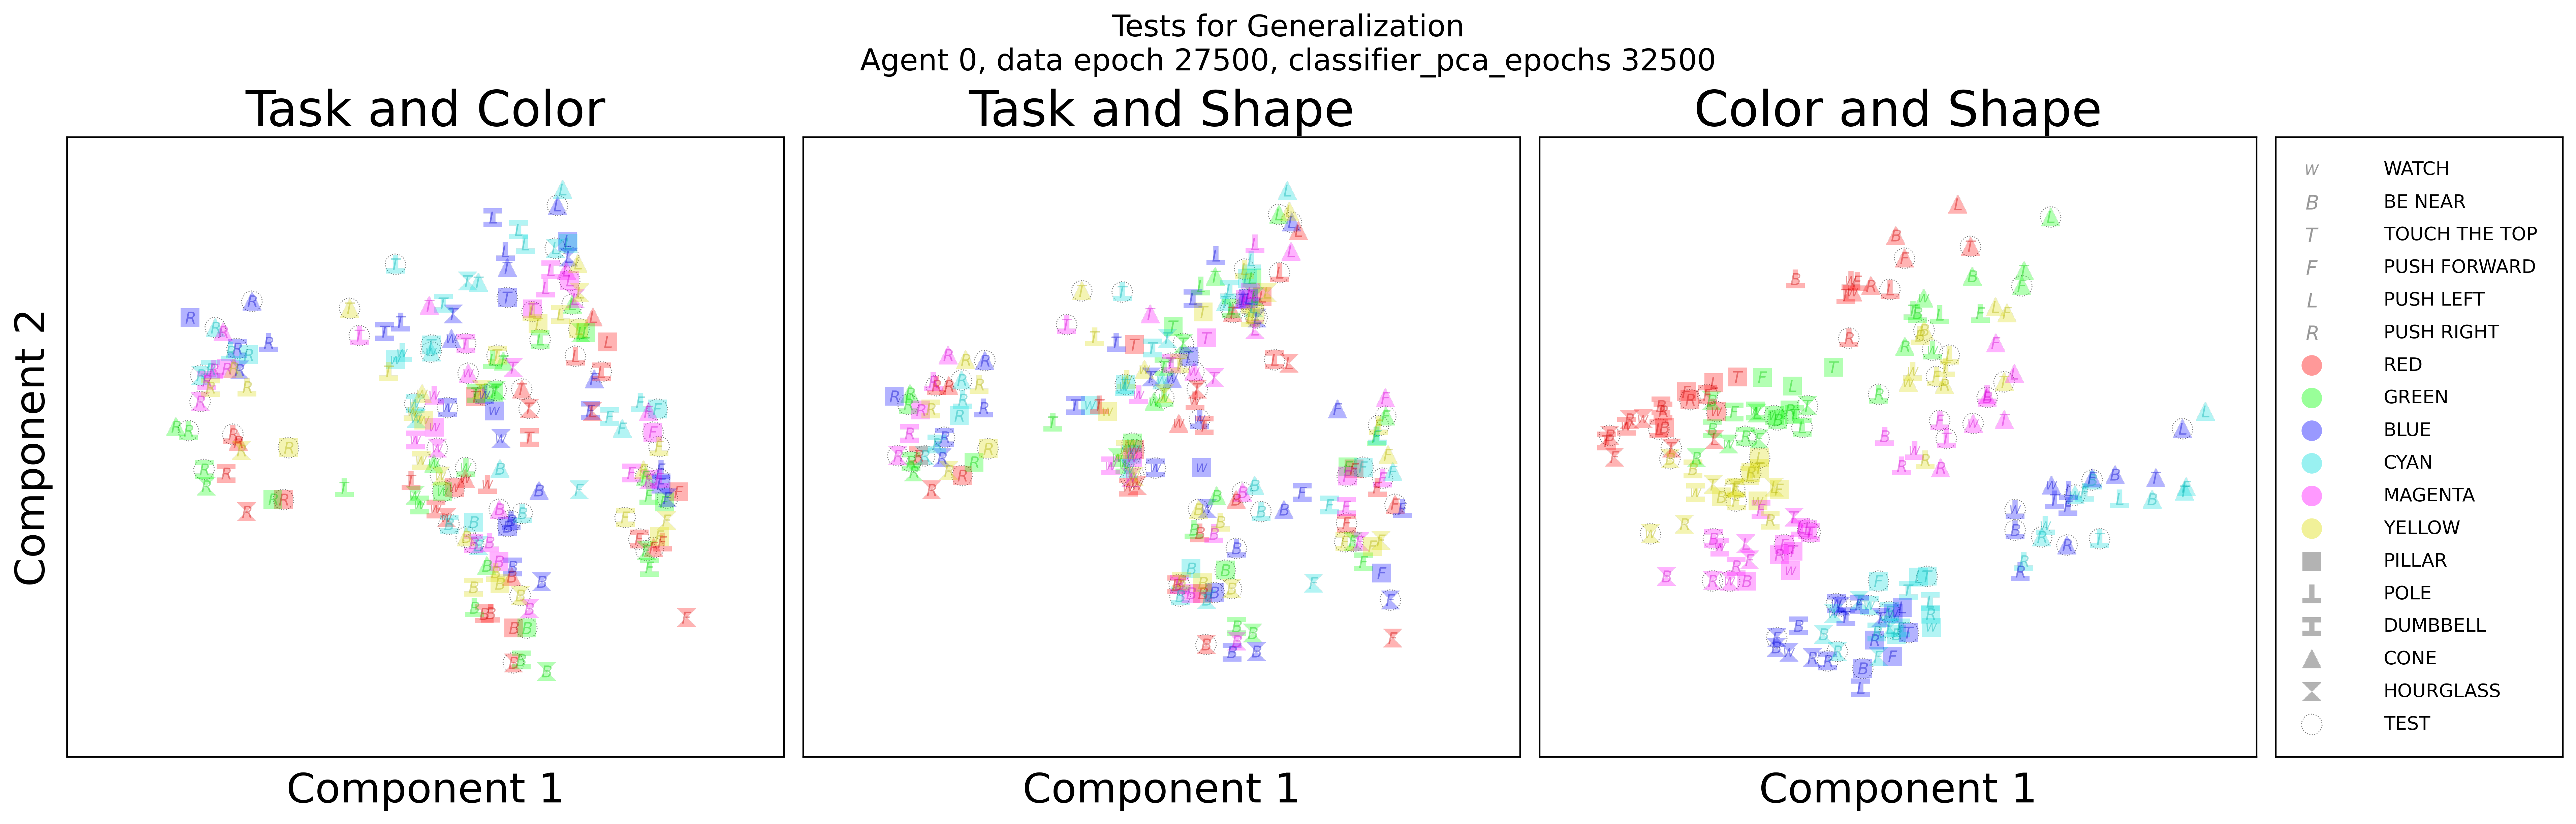 Tests for Generalization
Agent 0, data epoch 27500, classifier_pca_epochs 32500
Task and Color
Task and Shape
Color and Shape
Component 2
Component 1
Component 1
Component 1
W WATCH
B BE NEAR
T TOUCH THE TOP
F PUSH FORWARD
L PUSH LEFT
R PUSH RIGHT
RED
GREEN
BLUE
CYAN
MAGENTA
YELLOW
PILLAR
POLE
DUMBBELL
CONE
HOURGLASS
TEST